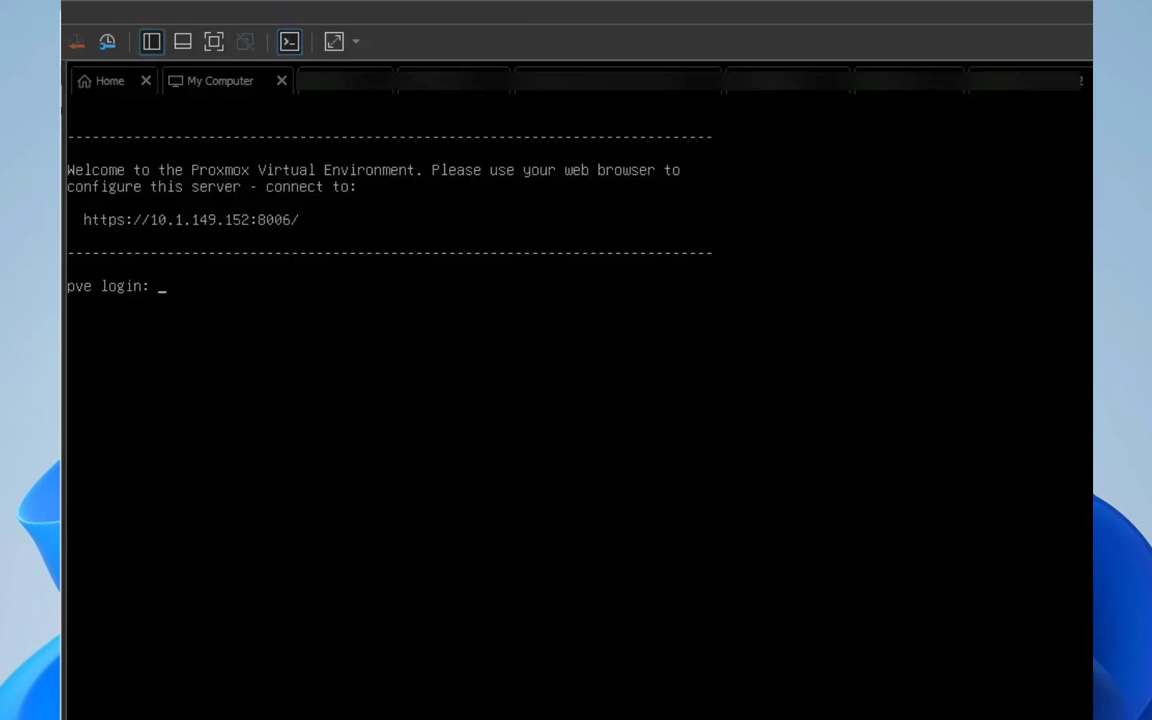 Home
My Computer
-------------------------------------------------------------------------------
Welcome to the Proxmox Virtual Environment. Please use your web browser to
configure this server - connect to:
https://10.1.149.152:8006/
-------------------------------------------------------------------------------
pve login: _